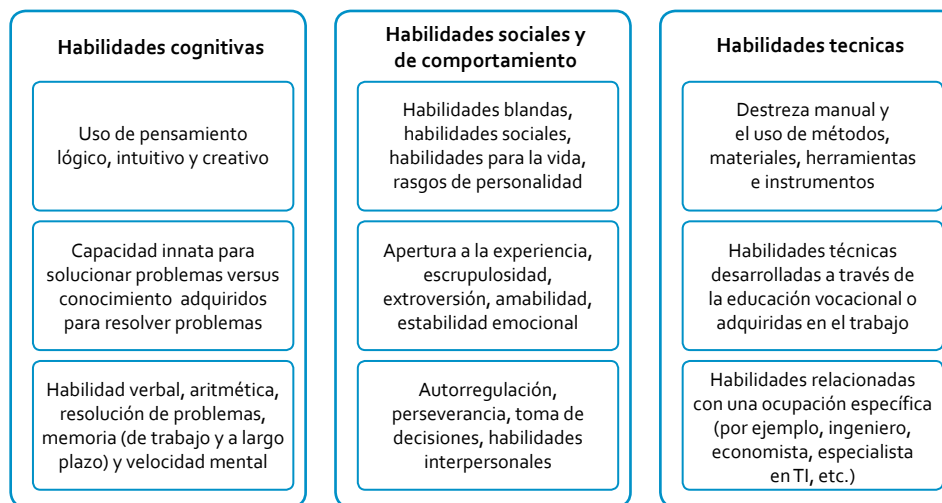 Habilidades cognitivas
Uso de pensamiento
lógico, intuitivo y creativo
Capacidad innata para
solucionar problemas versus
conocimiento adquiridos
para resolver problemas
Habilidad verbal, aritmética,
resolución de problemas,
memoria (de trabajo y a largo
plazo) y velocidad mental
Habilidades sociales y
de comportamiento
Habilidades blandas,
habilidades sociales,
habilidades para la vida,
rasgos de personalidad
Apertura a la experiencia,
escrupulosidad,
extroversión, amabilidad,
estabilidad emocional
Autorregulación,
perseverancia, toma de
decisiones, habilidades
interpersonales
Habilidades tecnicas
Destreza manual y
el uso de métodos,
materiales, herramientas
e instrumentos
Habilidades técnicas
desarrolladas a través de
la educación vocacional o
adquiridas en el trabajo
Habilidades relacionadas
con una ocupación específica
(por ejemplo, ingeniero,
economista, especialista
en TI, etc.)